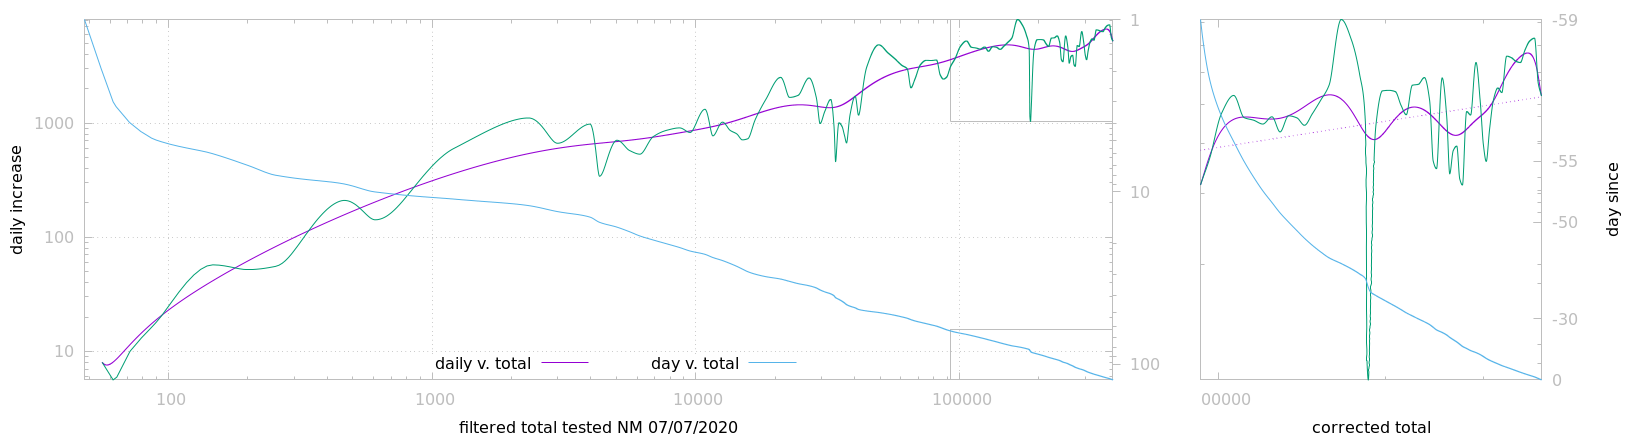 daily increase
1000
100
10
100
1000
10000
100000
filtered total tested NM 07/07/2020
daily v. total
day v. total
1
10
100
00000
corrected total
-59
-55
-50
-30
0
day since